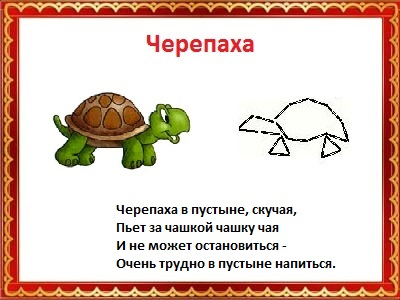 Черепаха
Черепаха в пустыне, скучая,
Пьет за чашкой чашку чая
И не может остановиться -
Очень трудно в пустыне напиться.